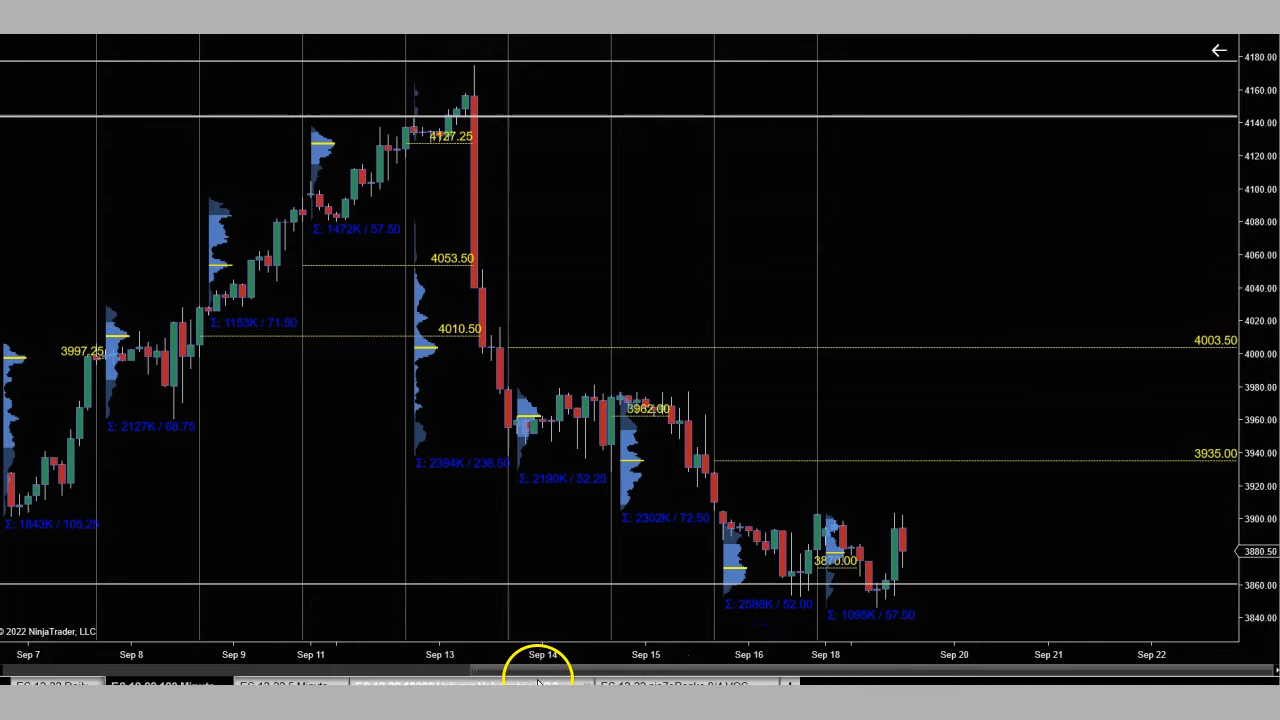 4180.00
4160.00
4140.00
4127.25
4120.00
4100.00
4080.00
Σ: 1472K / 57.50
4060.00
4053.50
4040.00
4020.00
Σ: 1153K / 71.50
4010.50
4003.50
4000.00
3997.25
3980.00
3962.00
3960.00
Σ: 2127K / 68.75
3935.00
3940.00
Σ: 2394K / 236.50
Σ: 2190K / 52.25
3920.00
Σ: 2302K / 72.50
3900.00
Σ: 1843K / 105.25
3880.50
3870.00
3860.00
Σ: 2588K / 52.00
Σ: 1095K / 57.50
3840.00
© 2022 NinjaTrader, LLC
Sep 7 Sep 8 Sep 9 Sep 11 Sep 13 Sep 14 Sep 15 Sep 16 Sep 18 Sep 20 Sep 21 Sep 22